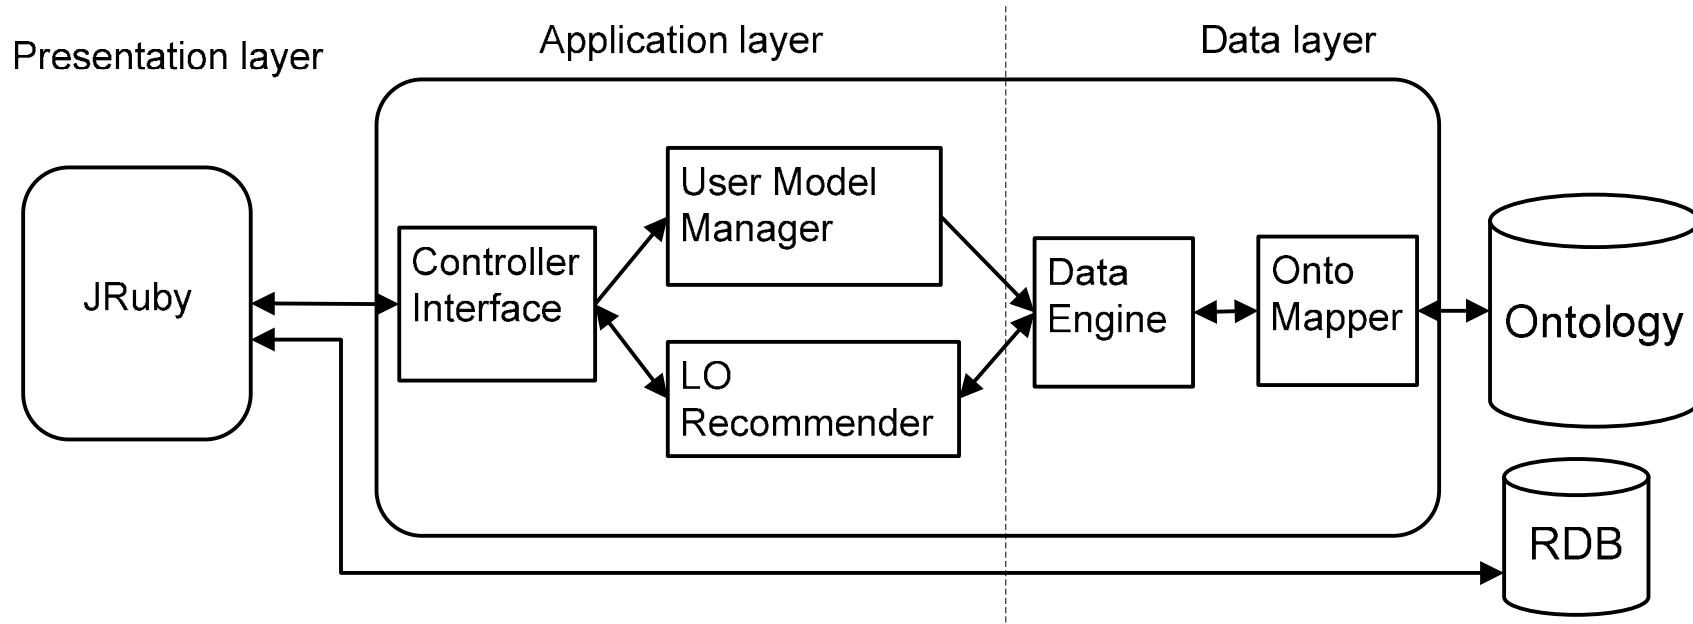 Presentation layer
Application layer
Data layer
JRuby
Controller
Interface
User Model
Manager
LO
Recommender
Data
Engine
Onto
Mapper
Ontology
RDB